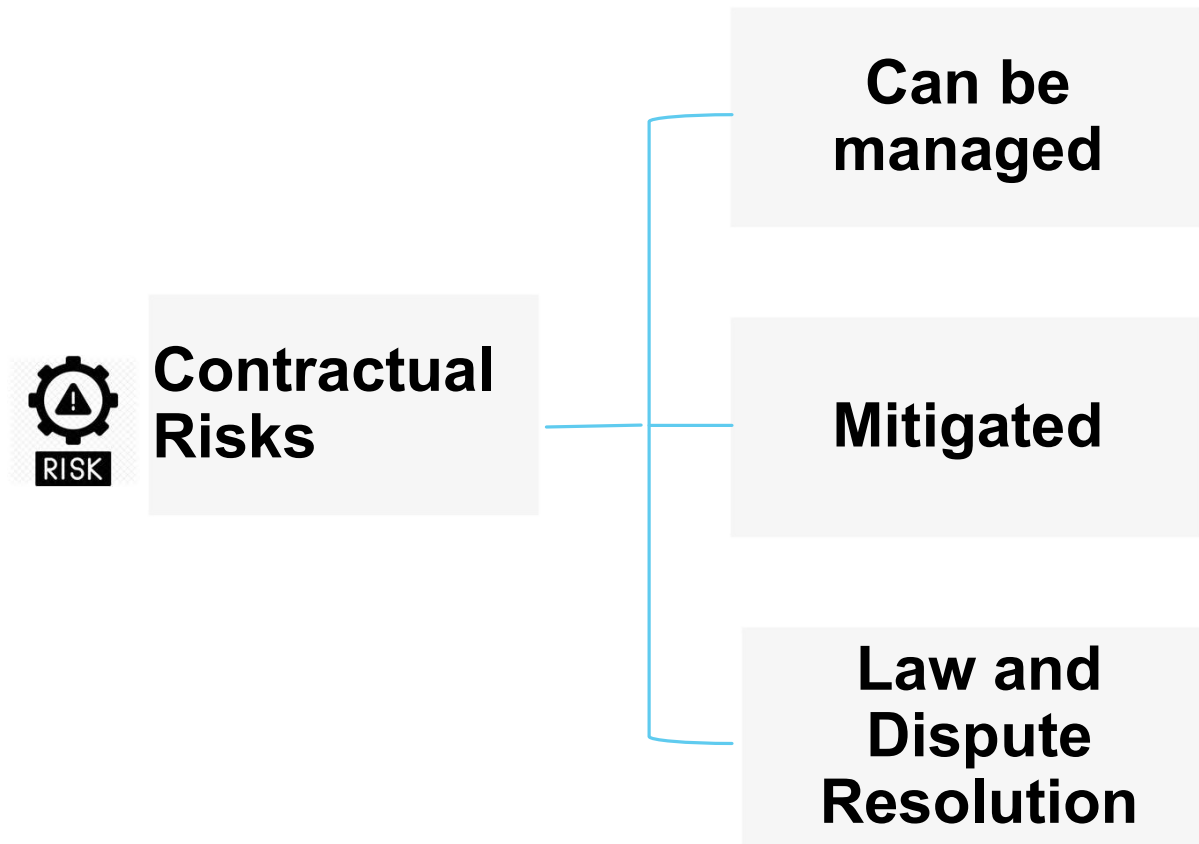 Can be
managed
Contractual
Risks
RISK
Mitigated
Law and
Dispute
Resolution